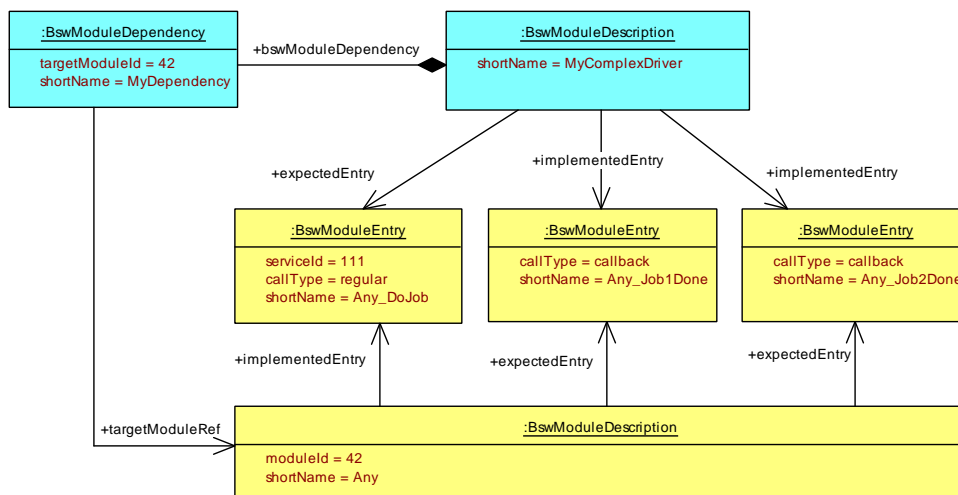 :BswModuleDependency
targetModuleId = 42
shortName = MyDependency
+bswModuleDependency
:BswModuleDescription
shortName = MyComplexDriver
+expectedEntry
+implementedEntry
+implementedEntry
:BswModuleEntry
serviceId = 111
callType = regular
shortName = Any_DoJob
:BswModuleEntry
callType = callback
shortName = Any_Job1Done
:BswModuleEntry
callType = callback
shortName = Any_Job2Done
+implementedEntry
+expectedEntry
+expectedEntry
+targetModuleRef
:BswModuleDescription
moduleId = 42
shortName = Any